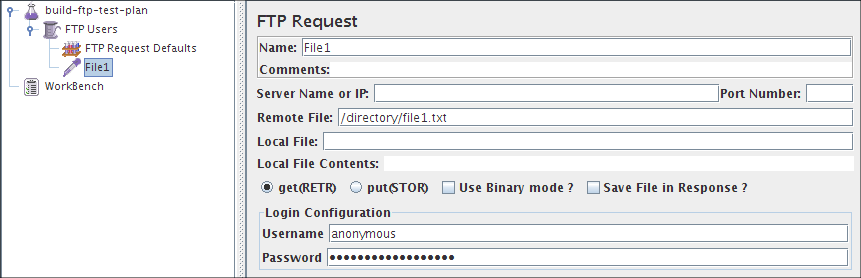 build-ftp-test-plan
FTP Users
FTP Request Defaults
File1
WorkBench
FTP Request
Name: File1
Comments:
Server Name or IP: Port Number:
Remote File: /directory/file1.txt
Local File:
Local File Contents:
get(RETR) put(STOR) Use Binary mode ? Save File in Response ?
Login Configuration
Username anonymous
Password ••••••••••••••••••